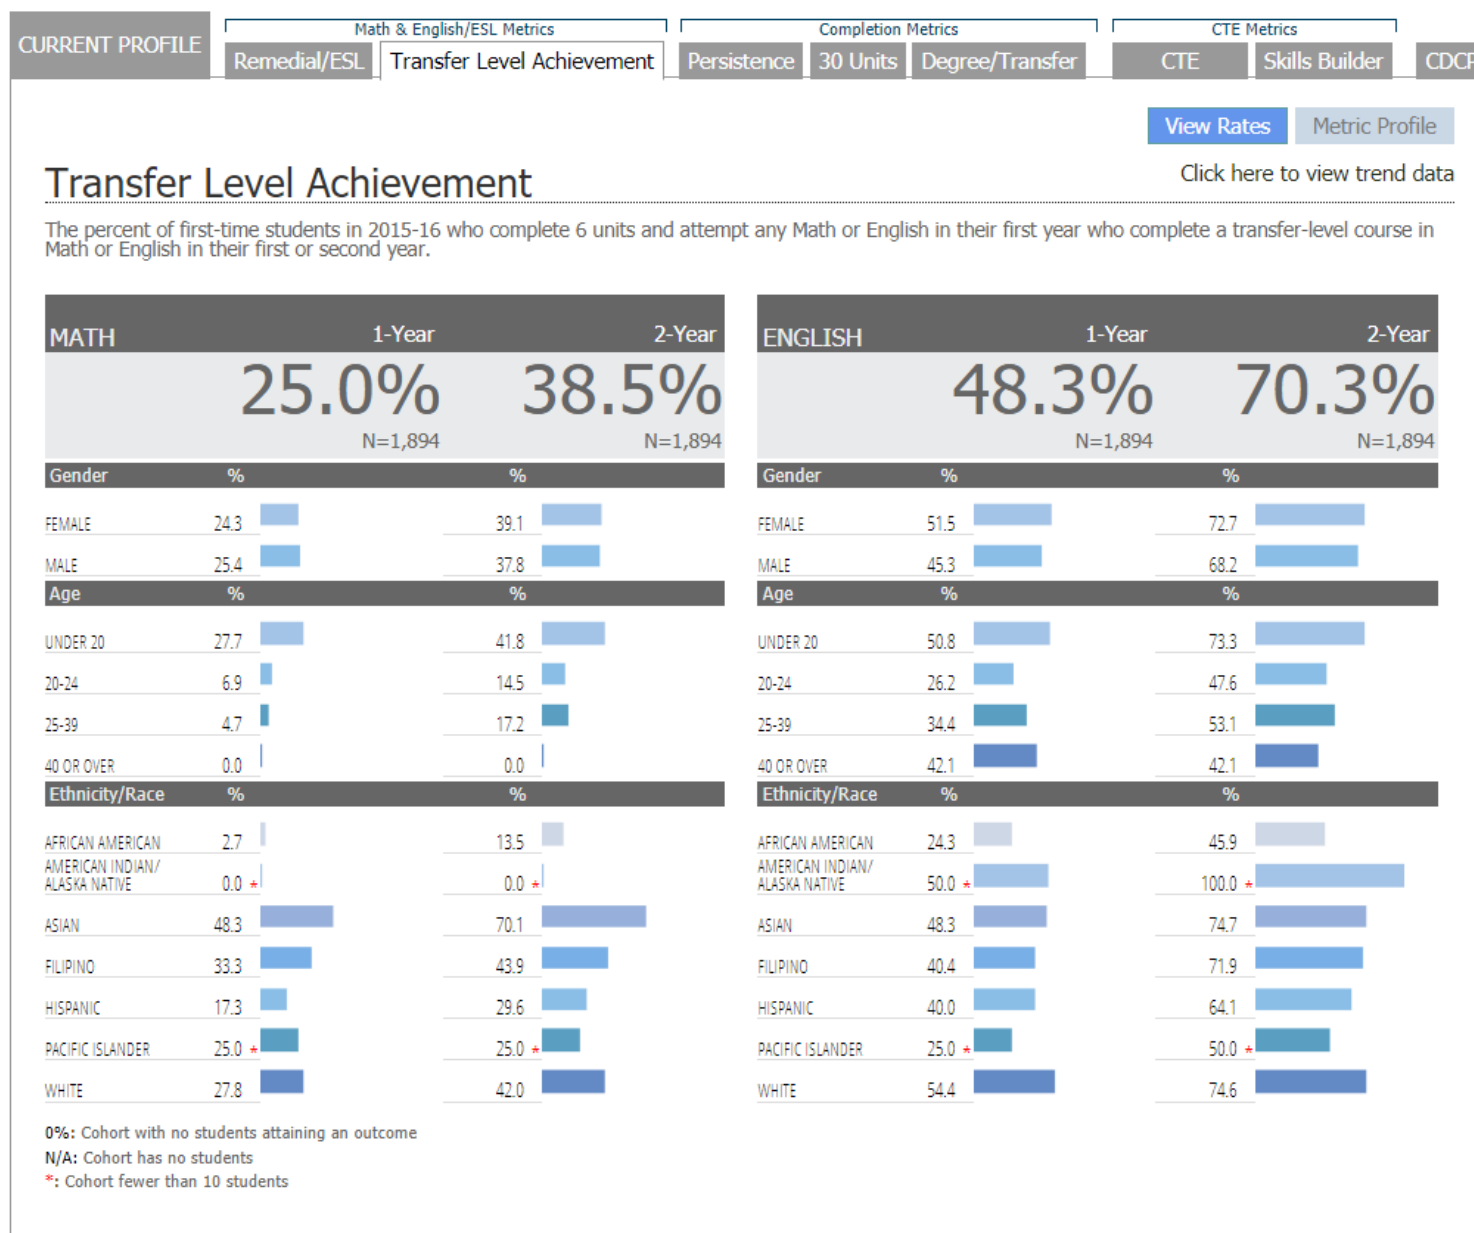 CURRENT PROFILE
Math & English/ESL Metrics
Completion Metrics
CTE Metrics
Remedial/ESL
Transfer Level Achievement
Persistence
30 Units
Degree/Transfer
CTE
Skills Builder
CDCP
View Rates
Metric Profile
Transfer Level Achievement
Click here to view trend data
The percent of first-time students in 2015-16 who complete 6 units and attempt any Math or English in their first year who complete a transfer-level course in
Math or English in their first or second year.
MATH 1-Year 2-Year
25.0% 38.5%
N=1,894 N=1,894
Gender % %
FEMALE 24.3 39.1
MALE 25.4 37.8
Age % %
UNDER 20 27.7 41.8
20-24 6.9 14.5
25-39 4.7 17.2
40 OR OVER 0.0 0.0
Ethnicity/Race % %
AFRICAN AMERICAN 2.7 13.5
AMERICAN INDIAN/
ALASKA NATIVE 0.0 * 0.0 *
ASIAN 48.3 70.1
FILIPINO 33.3 43.9
HISPANIC 17.3 29.6
PACIFIC ISLANDER 25.0 * 25.0 *
WHITE 27.8 42.0
ENGLISH 1-Year 2-Year
48.3% 70.3%
N=1,894 N=1,894
Gender % %
FEMALE 51.5 72.7
MALE 45.3 68.2
Age % %
UNDER 20 50.8 73.3
20-24 26.2 47.6
25-39 34.4 53.1
40 OR OVER 42.1 42.1
Ethnicity/Race % %
AFRICAN AMERICAN 24.3 45.9
AMERICAN INDIAN/
ALASKA NATIVE 50.0 * 100.0 *
ASIAN 48.3 74.7
FILIPINO 40.4 71.9
HISPANIC 40.0 64.1
PACIFIC ISLANDER 25.0 * 50.0 *
WHITE 54.4 74.6
0%: Cohort with no students attaining an outcome
N/A: Cohort has no students
*: Cohort fewer than 10 students